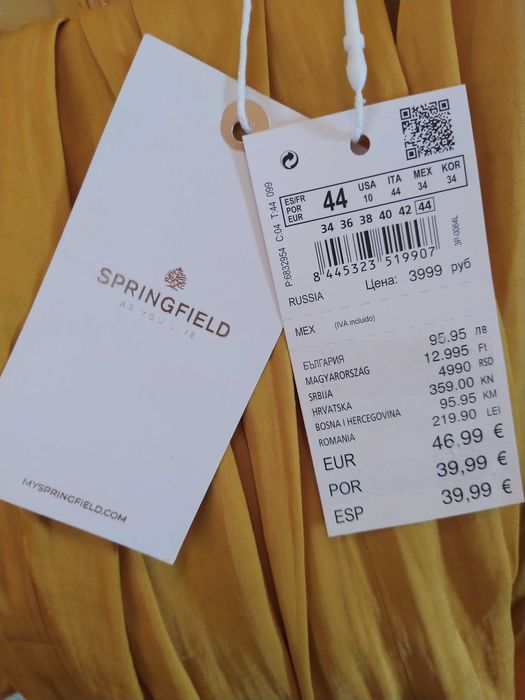 SPRINGFIELD
AS YOU LIVE
MYSPRINGFIELD.COM
ES/FR
POR
EUR
44
USA
10
ITA
44
MEX
34
KOR
34
34 36 38 40 42 44
P:6832954 C:04 T:44 099
3P-0054L
8 445323 519907
RUSSIA Цена: 3999 руб
MEX (IVA incluido)
БЪЛГАРИЯ 95.95 лв
MAGYARORSZÁG 12.995 Ft
SRBIJA 4990 RSD
HRVATSKA 359.00 KN
BOSNA I HERCEGOVINA 95.95 KM
ROMANIA 219.90 LEI
EUR 46,99 €
POR 39,99 €
ESP 39,99 €